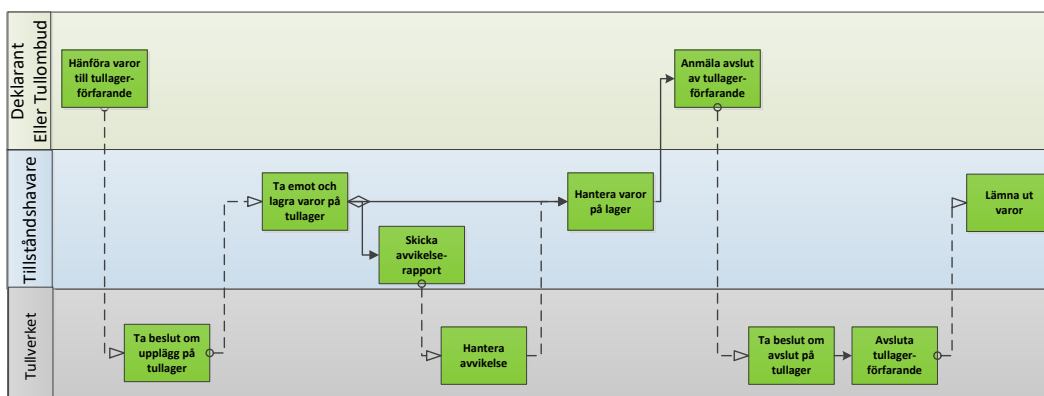 Deklarant
Eller Tullombud
Hänföra varor
till tullager-
förfarande
Anmäla avslut
av tullager-
förfarande
Tillståndshavare
Ta emot och
lagra varor på
tullager
Skicka
avvikelse-
rapport
Hantera varor
på lager
Lämna ut
varor
Tullverket
Ta beslut om
upplägg på
tullager
Hantera
avvikelse
Ta beslut om
avslut på
tullager
Avsluta
tullager-
förfarande